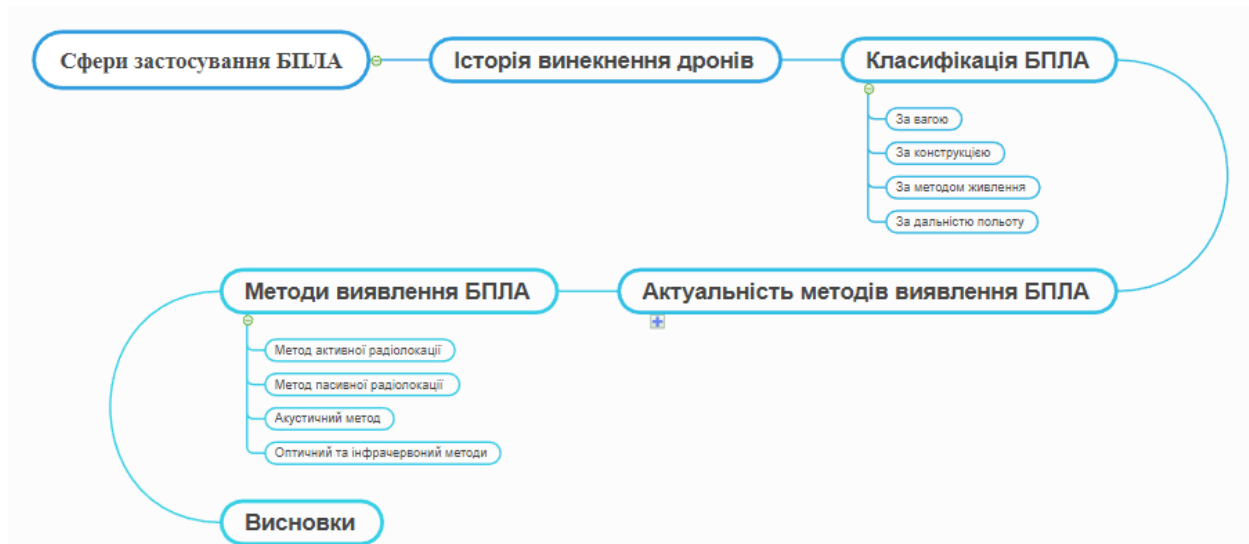 Сфери застосування БПЛА
Історія винекнення дронів
Класифікація БПЛА
За вагою
За конструкцією
За методом живлення
За дальністю польоту
Актуальність методів виявлення БПЛА
Методи виявлення БПЛА
Метод активної радіолокації
Метод пасивної радіолокації
Акустичний метод
Оптичний та інфрачервоний методи
Висновки